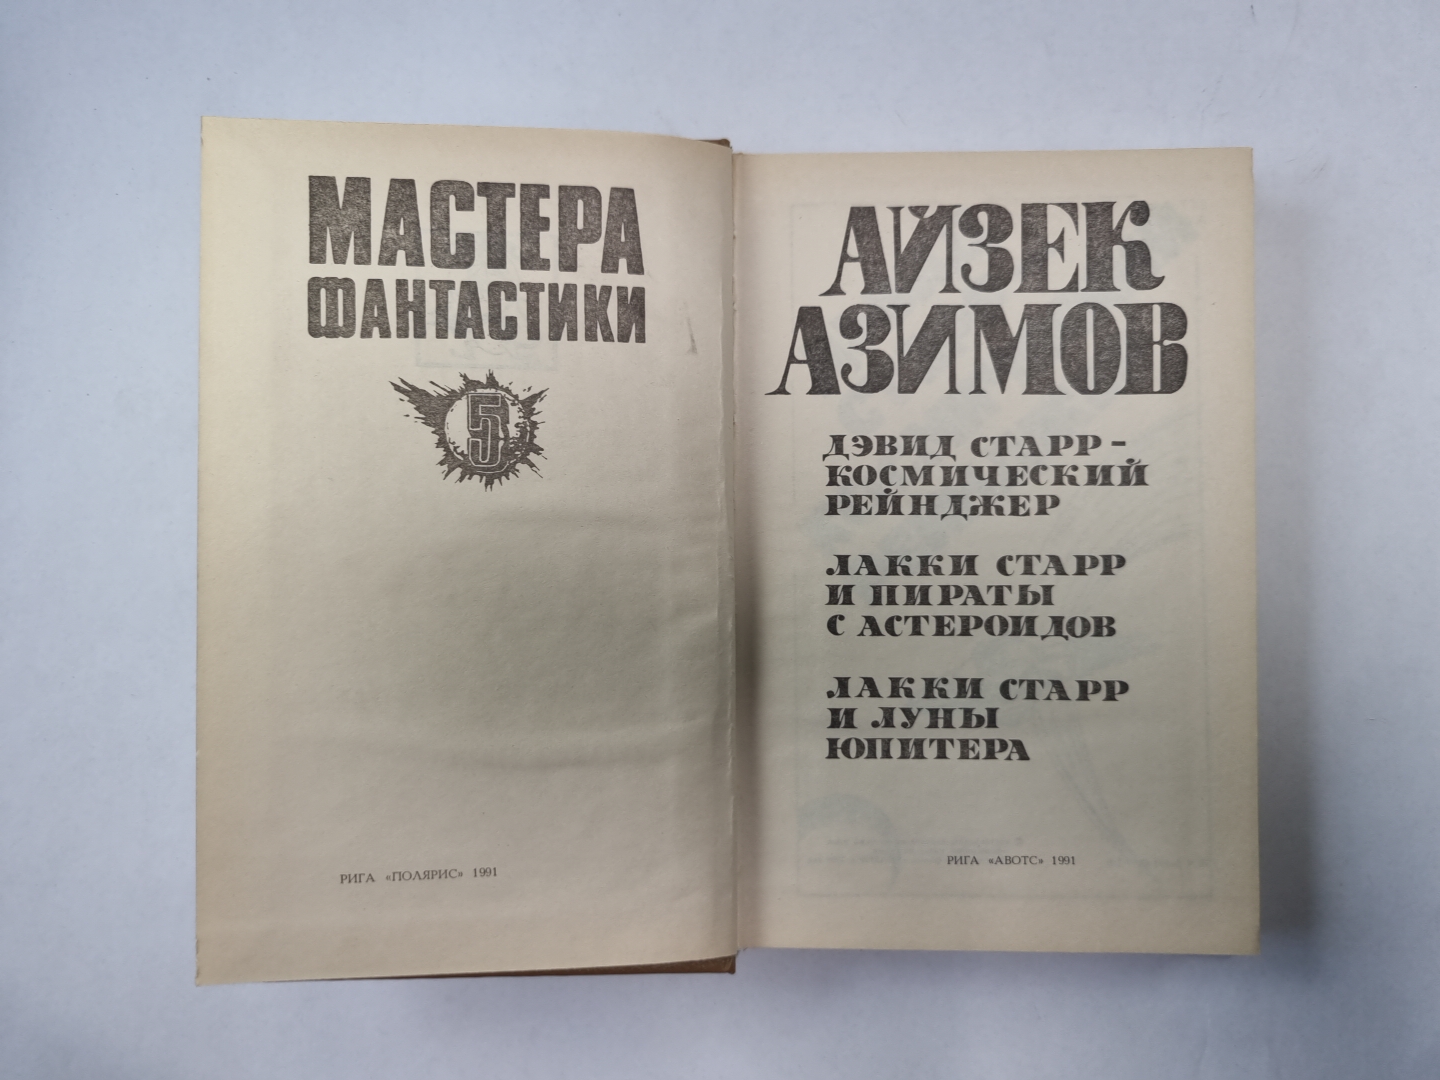 МАСТЕРА
ФАНТАСТИКИ
5
РИГА «ПОЛЯРИС» 1991
АЙЗЕК
АЗИМОВ
ДЭВИД СТАРР –
КОСМИЧЕСКИЙ
РЕЙНДЖЕР
ЛАККИ СТАРР
И ПИРАТЫ
С АСТЕРОИДОВ
ЛАККИ СТАРР
И ЛУНЫ
ЮПИТЕРА
РИГА «АВОТС» 1991